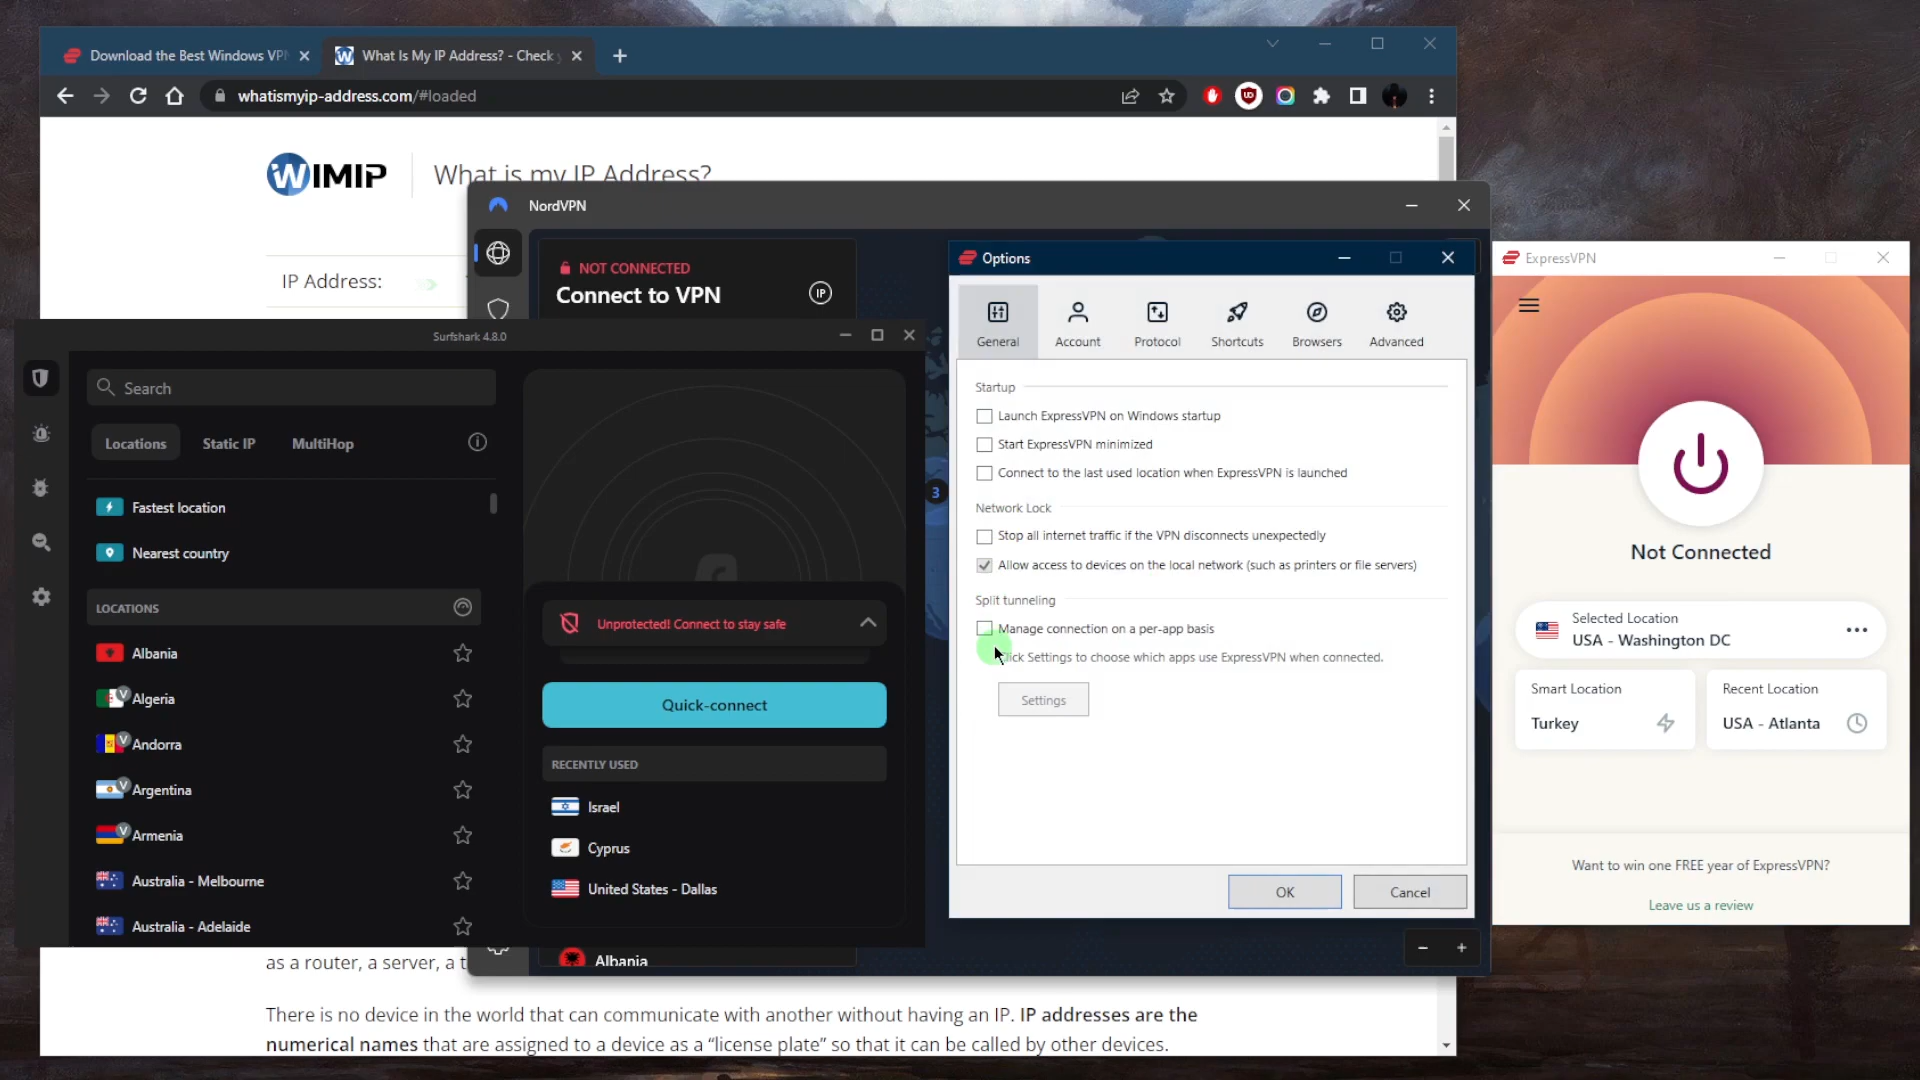 Download the Best Windows VPN
What Is My IP Address? - Check
whatismyip-address.com/#loaded
WIMIP
What is my IP Address?
IP Address:
NordVPN
NOT CONNECTED
Connect to VPN
IP
3
Albania
Surfshark 4.8.0
Search
Locations
Static IP
MultiHop
Fastest location
Nearest country
LOCATIONS
Albania
Algeria
Andorra
Argentina
Armenia
Australia - Melbourne
Australia - Adelaide
Unprotected! Connect to stay safe
Quick-connect
RECENTLY USED
Israel
Cyprus
United States - Dallas
Options
General
Account
Protocol
Shortcuts
Browsers
Advanced
Startup
Launch ExpressVPN on Windows startup
Start ExpressVPN minimized
Connect to the last used location when ExpressVPN is launched
Network Lock
Stop all internet traffic if the VPN disconnects unexpectedly
Allow access to devices on the local network (such as printers or file servers)
Split tunneling
Manage connection on a per-app basis
Click Settings to choose which apps use ExpressVPN when connected.
Settings
OK
Cancel
ExpressVPN
Not Connected
Selected Location
USA - Washington DC
Smart Location
Turkey
Recent Location
USA - Atlanta
Want to win one FREE year of ExpressVPN?
Leave us a review
as a router, a server, a t
There is no device in the world that can communicate with another without having an IP. IP addresses are the
numerical names that are assigned to a device as a “license plate” so that it can be called by other devices.